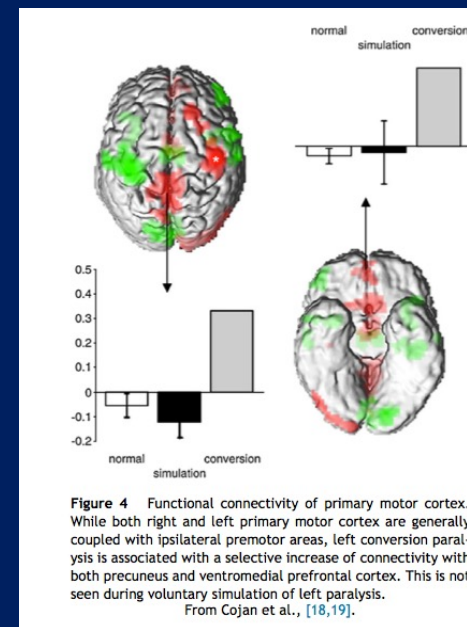 normal
conversion
simulation
0.5
0.4
0.3
0.2
0.1
0
-0.1
-0.2
normal
conversion
simulation
Figure 4 Functional connectivity of primary motor cortex.
While both right and left primary motor cortex are generally
coupled with ipsilateral premotor areas, left conversion paral-
ysis is associated with a selective increase of connectivity with
both precuneus and ventromedial prefrontal cortex. This is not
seen during voluntary simulation of left paralysis.
From Cojan et al., [18,19].